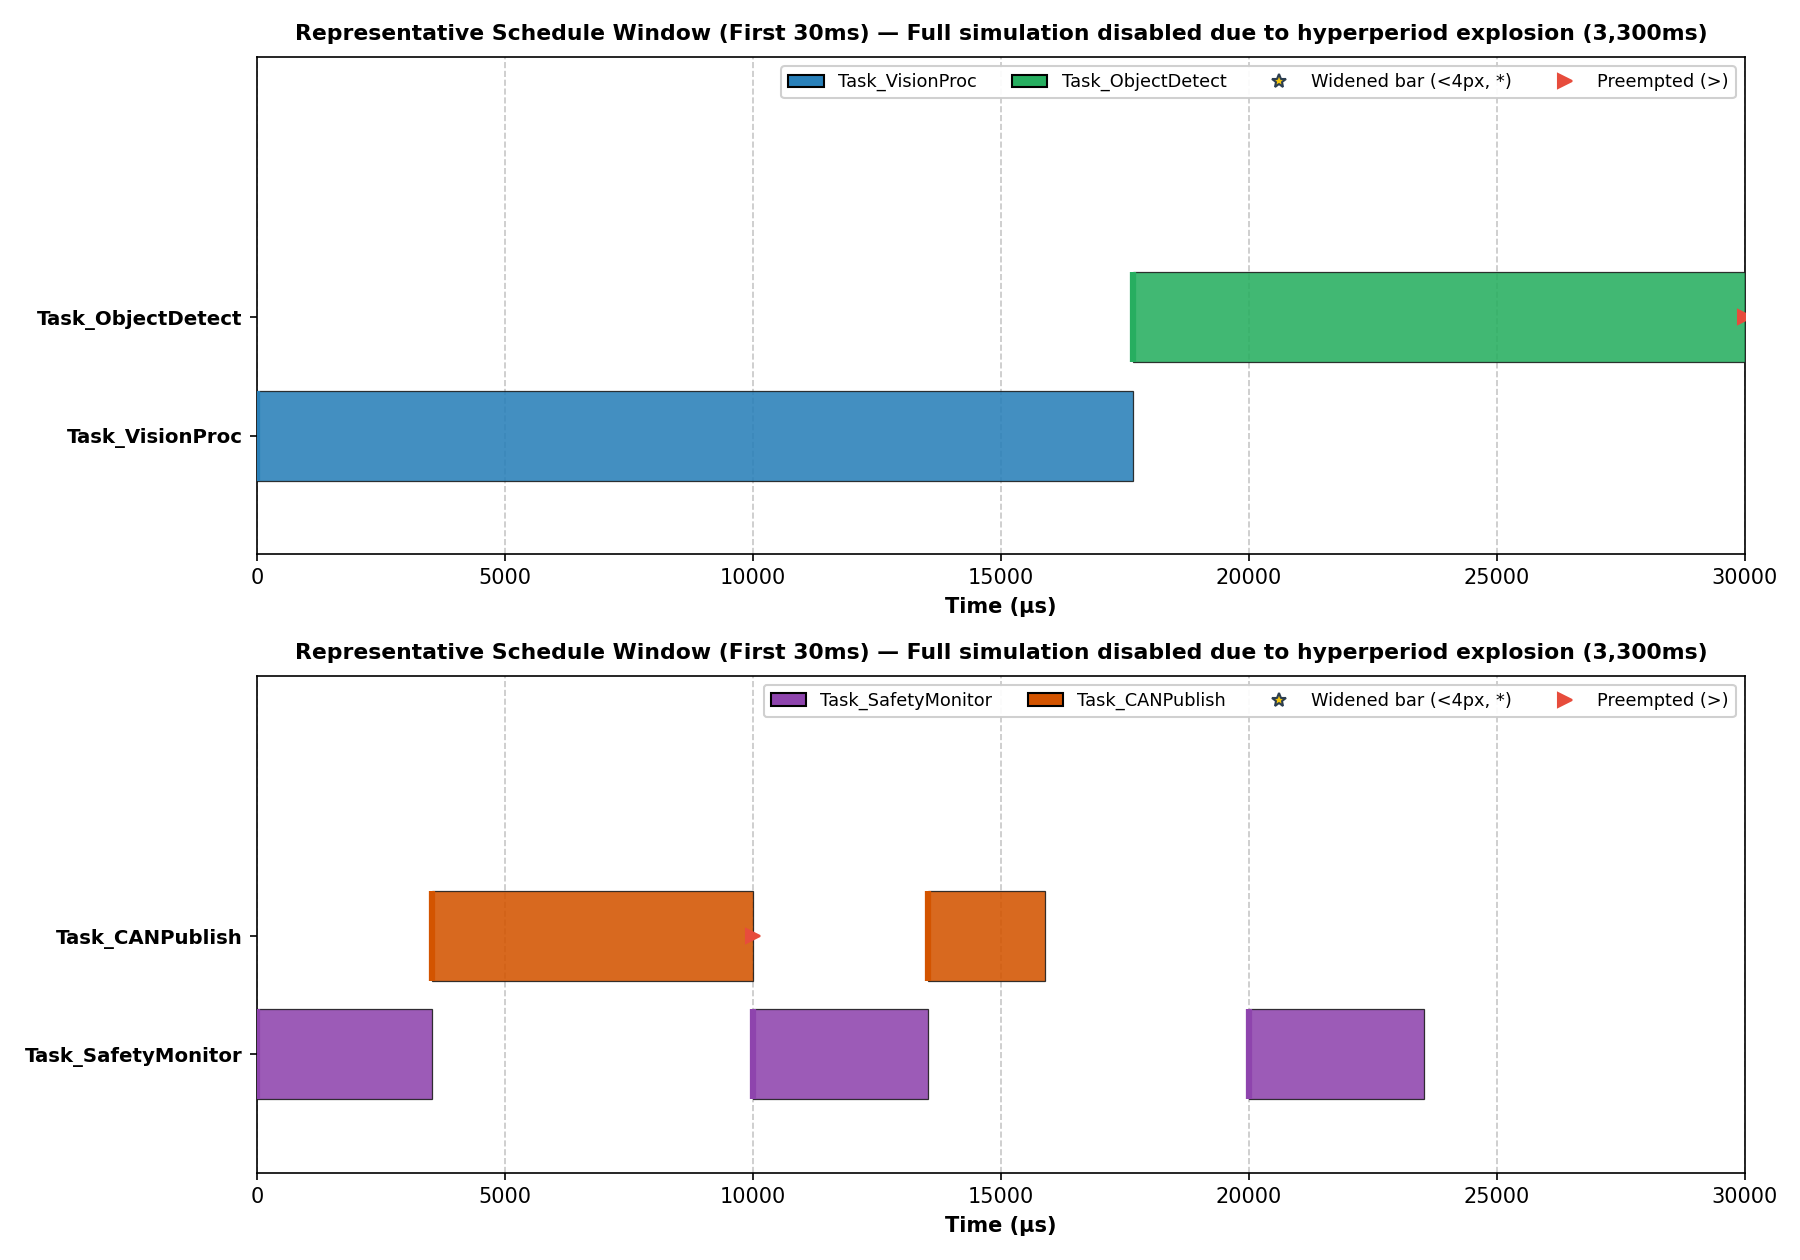 Representative Schedule Window (First 30ms) — Full simulation disabled due to hyperperiod explosion (3,300ms)
Task_VisionProc Task_ObjectDetect Widened bar (<4px, *) Preempted (>)
Task_ObjectDetect
Task_VisionProc
0 5000 10000 15000 20000 25000 30000
Time (µs)
Representative Schedule Window (First 30ms) — Full simulation disabled due to hyperperiod explosion (3,300ms)
Task_SafetyMonitor Task_CANPublish Widened bar (<4px, *) Preempted (>)
Task_CANPublish
Task_SafetyMonitor
0 5000 10000 15000 20000 25000 30000
Time (µs)